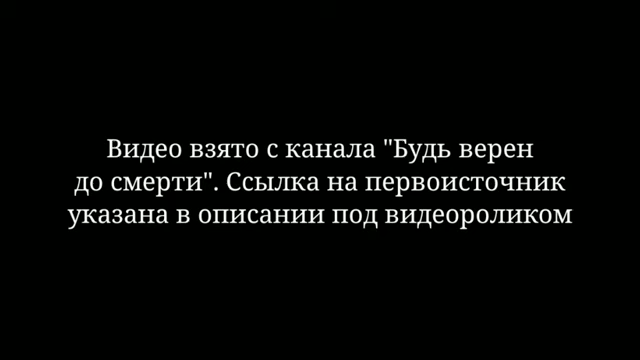 Видео взято с канала "Будь верен
до смерти". Ссылка на первоисточник
указана в описании под видеороликом